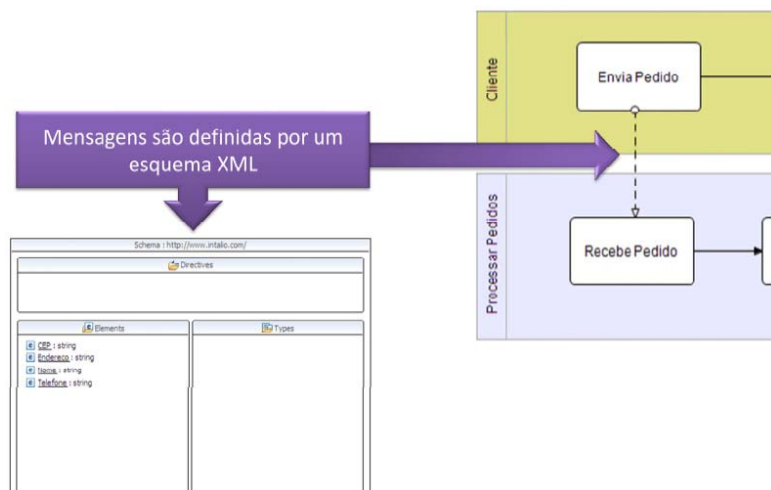 Cliente
Envia Pedido
Mensagens são definidas por um
esquema XML
Processar Pedidos
Recebe Pedido
Schema : http://www.intalio.com/
Directives
Elements
Types
CEP : string
Endereco : string
Nome : string
Telefone : string